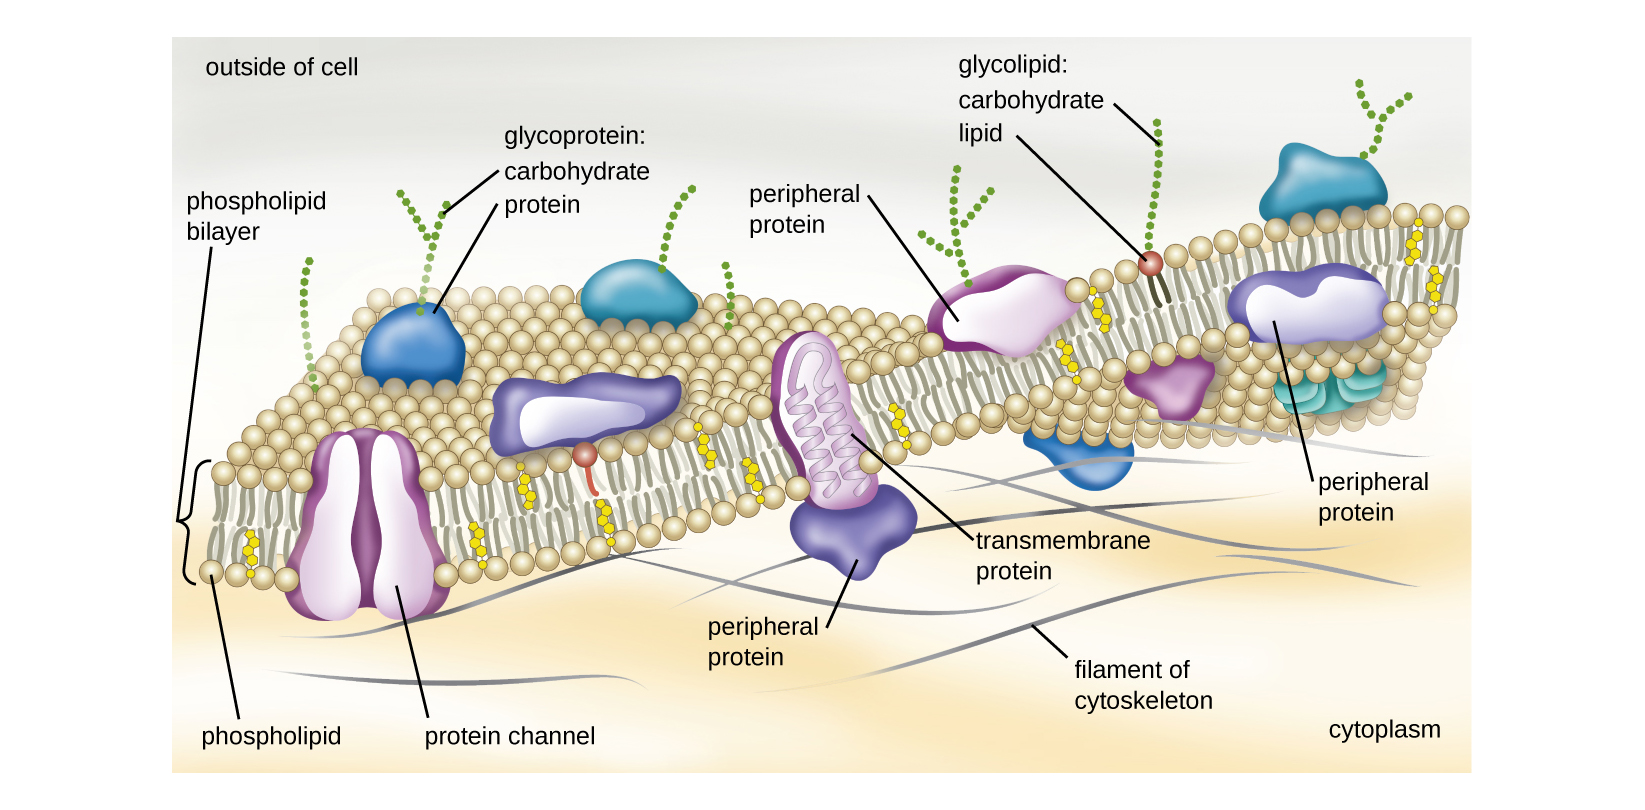 outside of cell
glycolipid:
carbohydrate
lipid
glycoprotein:
carbohydrate
protein
phospholipid
bilayer
peripheral
protein
peripheral
protein
transmembrane
protein
peripheral
protein
filament of
cytoskeleton
phospholipid
protein channel
cytoplasm